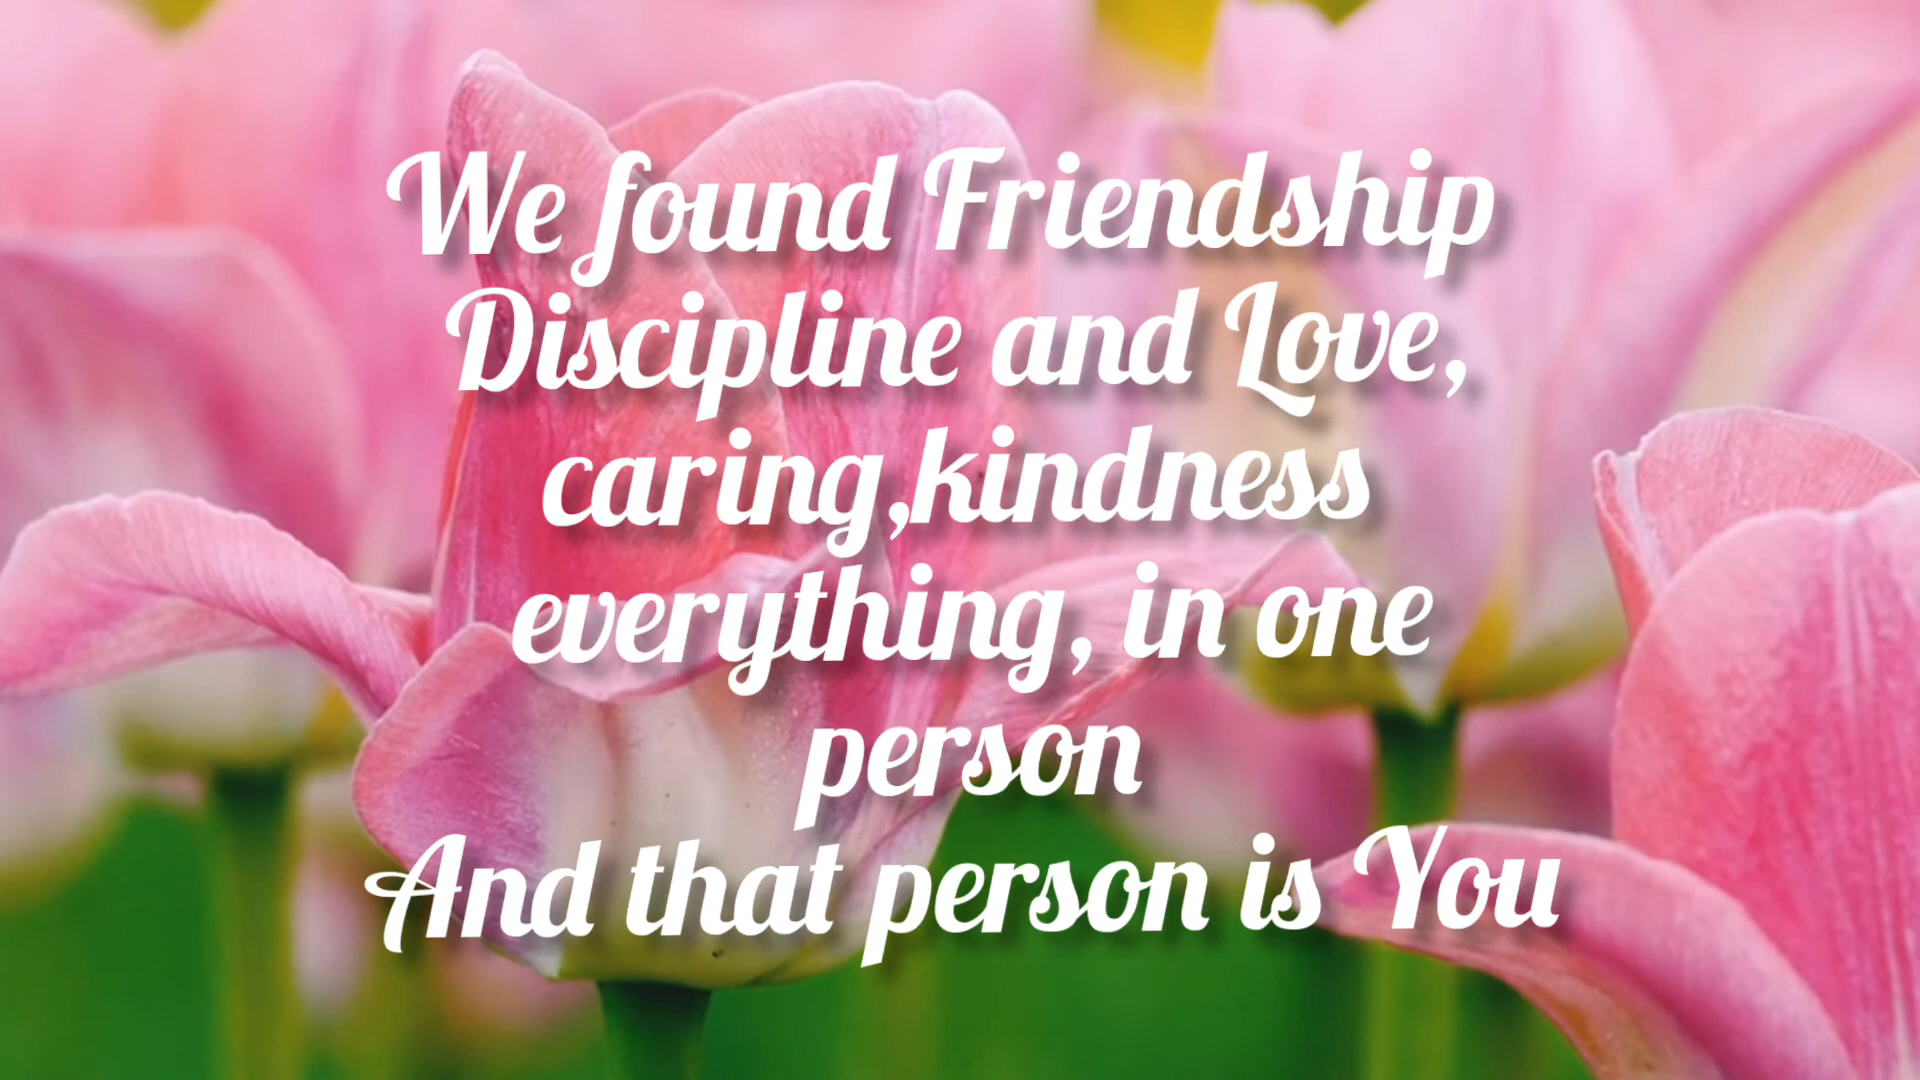 We found Friendship
Discipline and Love,
caring,kindness
everything, in one
person
And that person is You